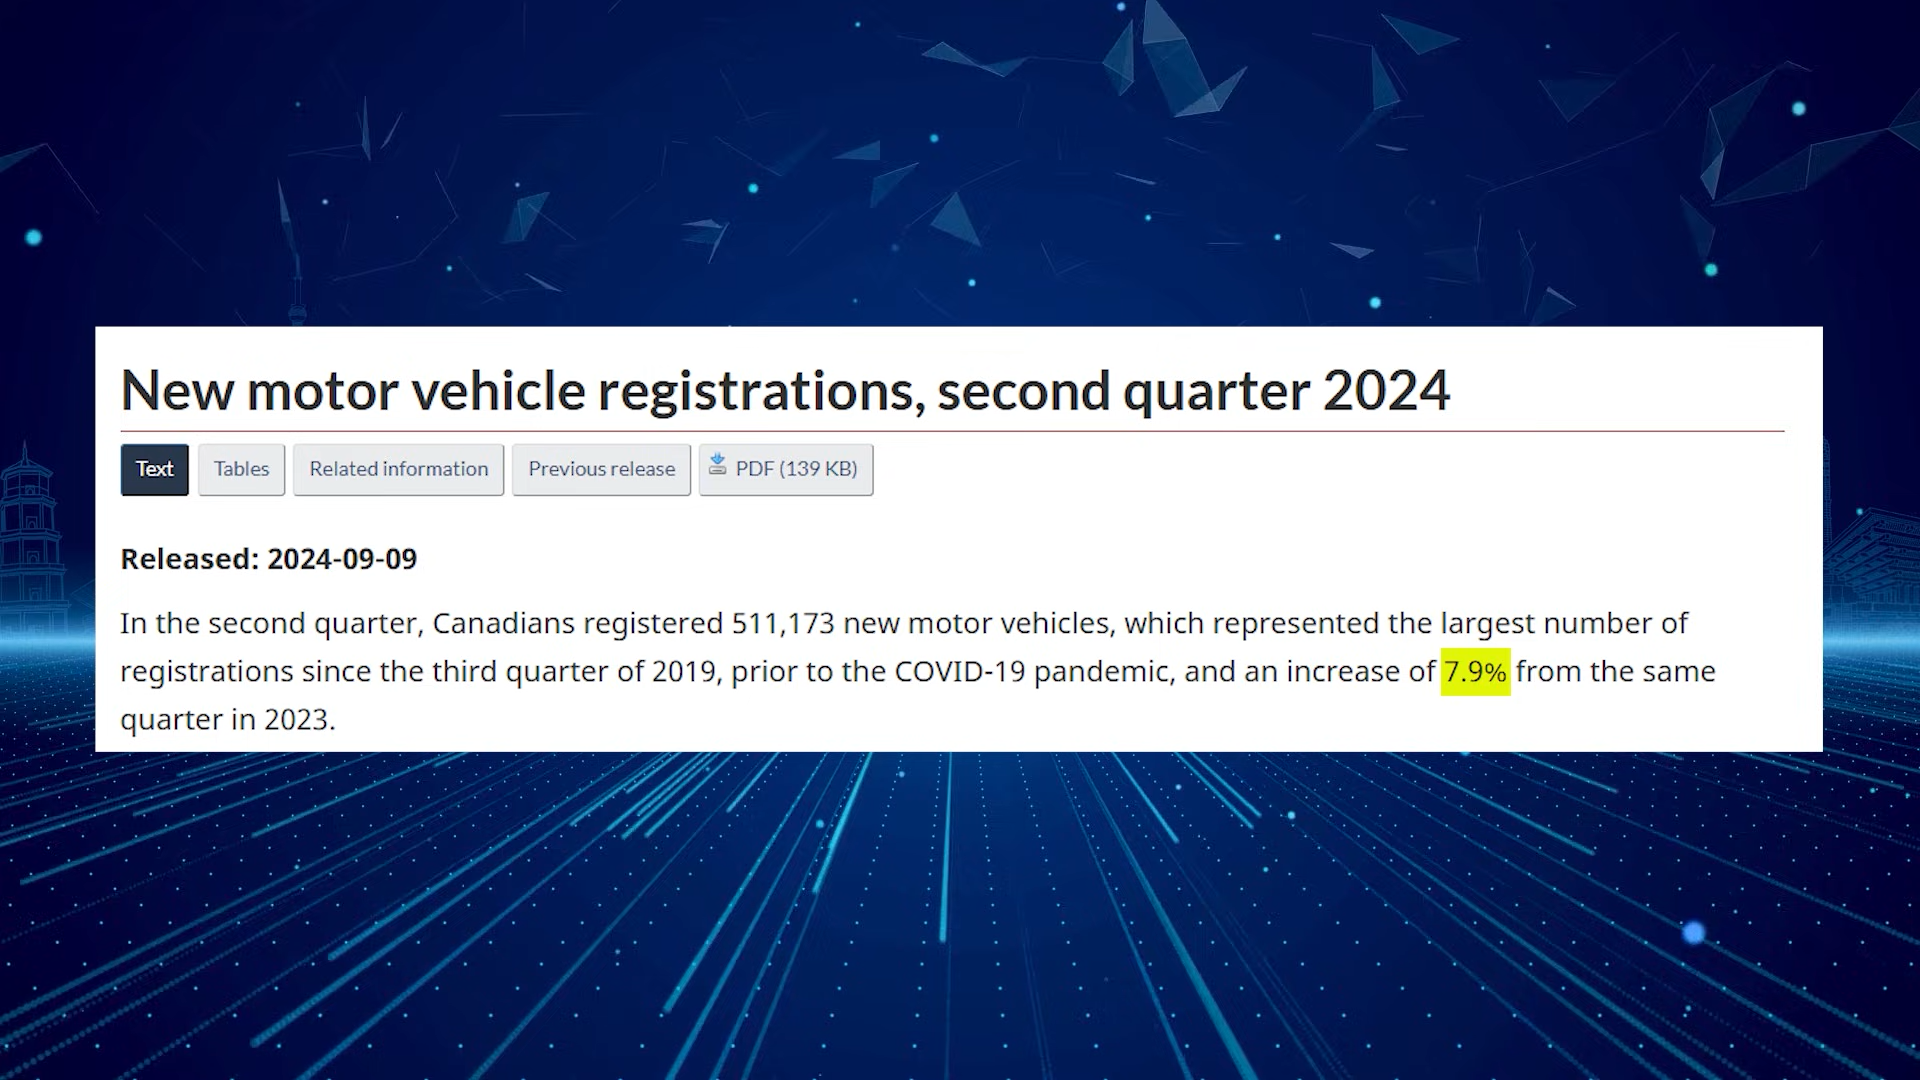 New motor vehicle registrations, second quarter 2024
Text Tables Related information Previous release PDF (139 KB)
Released: 2024-09-09
In the second quarter, Canadians registered 511,173 new motor vehicles, which represented the largest number of
registrations since the third quarter of 2019, prior to the COVID-19 pandemic, and an increase of 7.9% from the same
quarter in 2023.